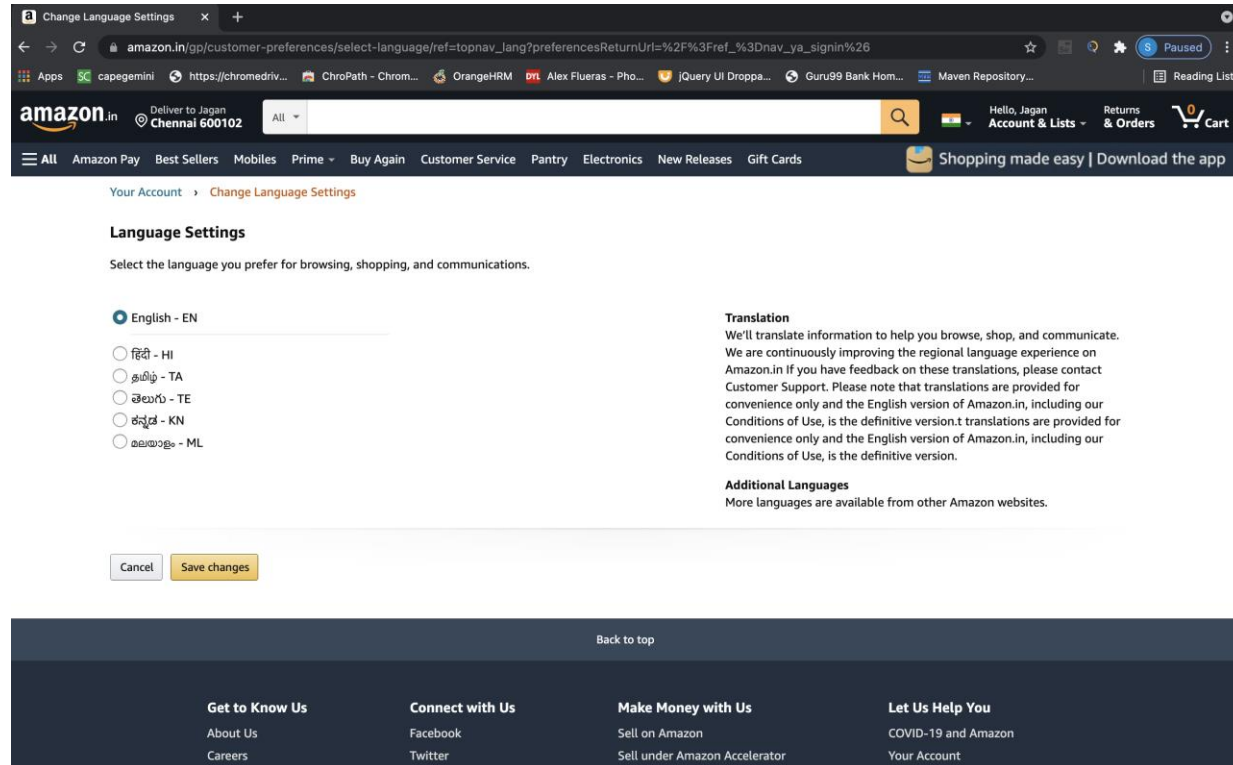 Change Language Settings
amazon.in/gp/customer-preferences/select-language/ref=topnav_lang?preferencesReturnUrl=%2F%3Fref_%3Dnav_ya_signin%26
S Paused
Apps SC capegemini https://chromedriv... ChroPath - Chrom... OrangeHRM DYL Alex Flueras - Pho... jQuery UI Droppa... Guru99 Bank Hom... Maven Repository... Reading List
amazon.in
Deliver to Jagan
Chennai 600102
All
Hello, Jagan
Account & Lists
Returns
& Orders
0
Cart
All Amazon Pay Best Sellers Mobiles Prime Buy Again Customer Service Pantry Electronics New Releases Gift Cards Shopping made easy | Download the app
Your Account › Change Language Settings
Language Settings
Select the language you prefer for browsing, shopping, and communications.
English - EN
हिंदी - HI
தமிழ் - TA
తెలుగు - TE
ಕನ್ನಡ - KN
മലയാളം - ML
Translation
We'll translate information to help you browse, shop, and communicate.
We are continuously improving the regional language experience on
Amazon.in If you have feedback on these translations, please contact
Customer Support. Please note that translations are provided for
convenience only and the English version of Amazon.in, including our
Conditions of Use, is the definitive version.t translations are provided for
convenience only and the English version of Amazon.in, including our
Conditions of Use, is the definitive version.
Additional Languages
More languages are available from other Amazon websites.
Cancel Save changes
Back to top
Get to Know Us
About Us
Careers
Connect with Us
Facebook
Twitter
Make Money with Us
Sell on Amazon
Sell under Amazon Accelerator
Let Us Help You
COVID-19 and Amazon
Your Account